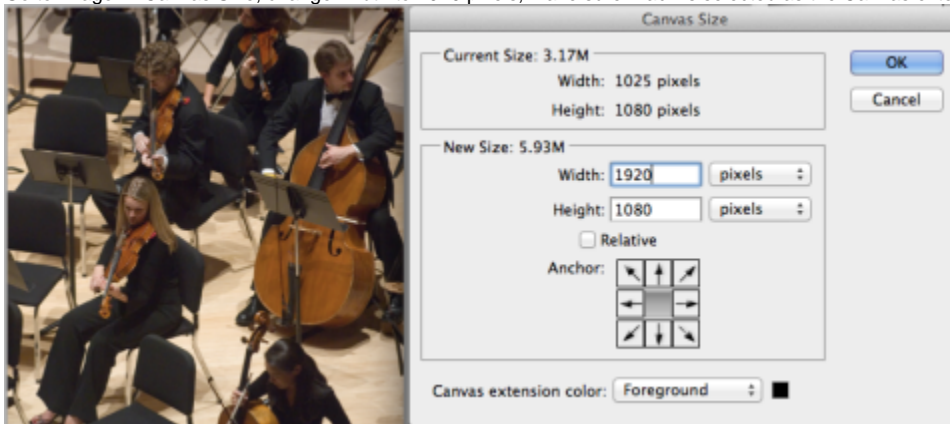 Canvas Size
Current Size: 3.17M
Width: 1025 pixels
Height: 1080 pixels
OK
Cancel
New Size: 5.93M
Width: 1920 pixels
Height: 1080 pixels
Relative
Anchor:
Canvas extension color: Foreground